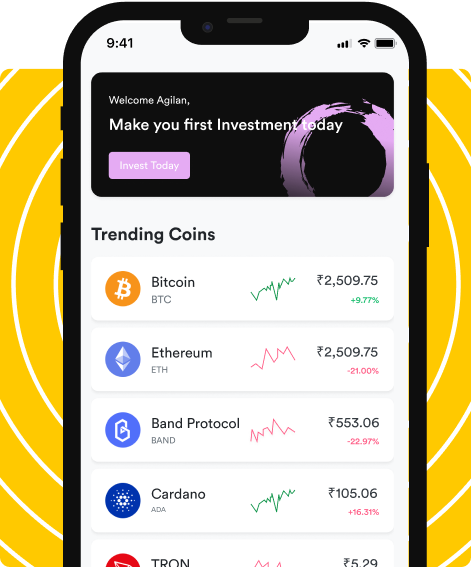 9:41
Welcome Agilan,
Make you first Investment today
Invest Today
Trending Coins
Bitcoin
BTC
₹2,509.75
+9.77%
Ethereum
ETH
₹2,509.75
-21.00%
Band Protocol
BAND
₹553.06
-22.97%
Cardano
ADA
₹105.06
+16.31%
TRON
₹5.29